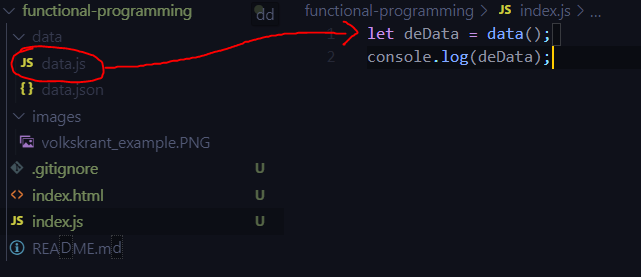 functional-programming
dd
data
JS data.js
{} data.json
images
volkskrant_example.PNG
.gitignore U
<> index.html U
JS index.js U
README.md
functional-programming > JS index.js > ...
1 let deData = data();
2 console.log(deData);